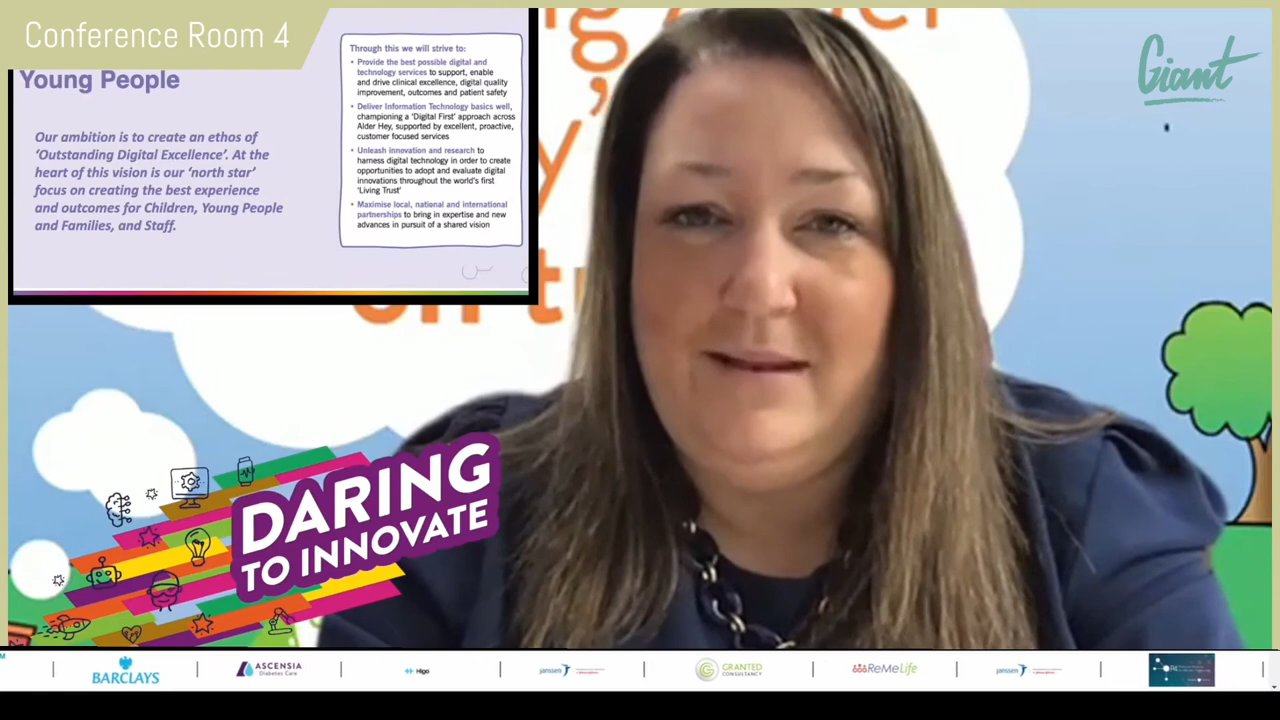 Conference Room 4
Young People
Our ambition is to create an ethos of
‘Outstanding Digital Excellence’. At the
heart of this vision is our ‘north star’
focus on creating the best experience
and outcomes for Children, Young People
and Families, and Staff.
Through this we will strive to:
• Provide the best possible digital and
technology services to support, enable
and drive clinical excellence, digital quality
improvement, outcomes and patient safety
• Deliver Information Technology basics well,
championing a ‘Digital First’ approach across
Alder Hey, supported by excellent, proactive,
customer focused services
• Unleash innovation and research to
harness digital technology in order to create
opportunities to adopt and evaluate digital
innovations throughout the world’s first
‘Living Trust’
• Maximise local, national and international
partnerships to bring in expertise and new
advances in pursuit of a shared vision
Giant
DARING
TO INNOVATE
BARCLAYS
ASCENSIA
Diabetes Care
Higo
janssen
GRANTED
CONSULTANCY
ReMeLife
janssen